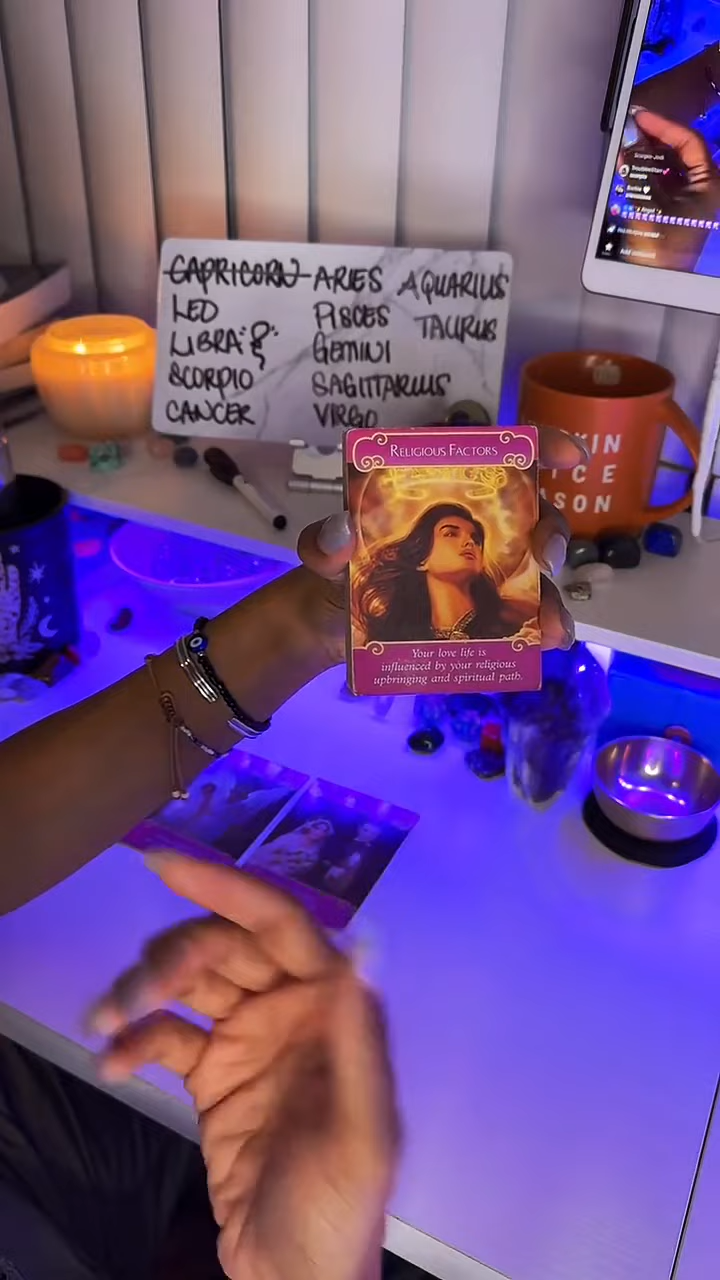 CAPRICORN ARIES AQUARIUS
LEO PISCES TAURUS
LIBRA GEMINI
SCORPIO SAGITTARIUS
CANCER VIRGO
RELIGIOUS FACTORS
Your love life is
influenced by your religious
upbringing and spiritual path.